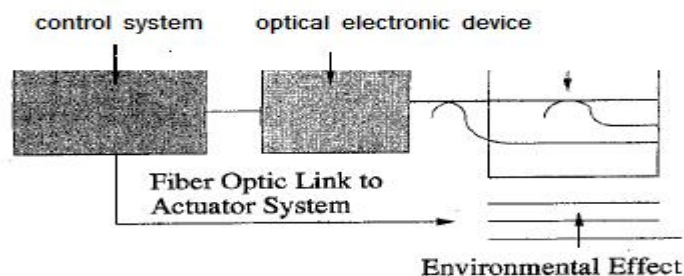 control system
optical electronic device
Fiber Optic Link to
Actuator System
Environmental Effect